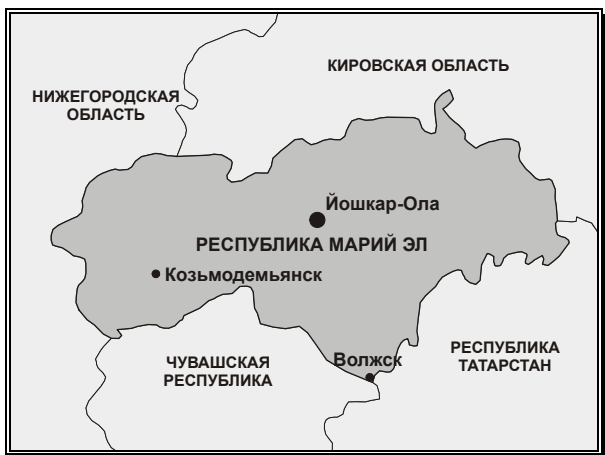 КИРОВСКАЯ ОБЛАСТЬ
НИЖЕГОРОДСКАЯ
ОБЛАСТЬ
Йошкар-Ола
РЕСПУБЛИКА МАРИЙ ЭЛ
Козьмодемьянск
Волжск
ЧУВАШСКАЯ
РЕСПУБЛИКА
РЕСПУБЛИКА
ТАТАРСТАН